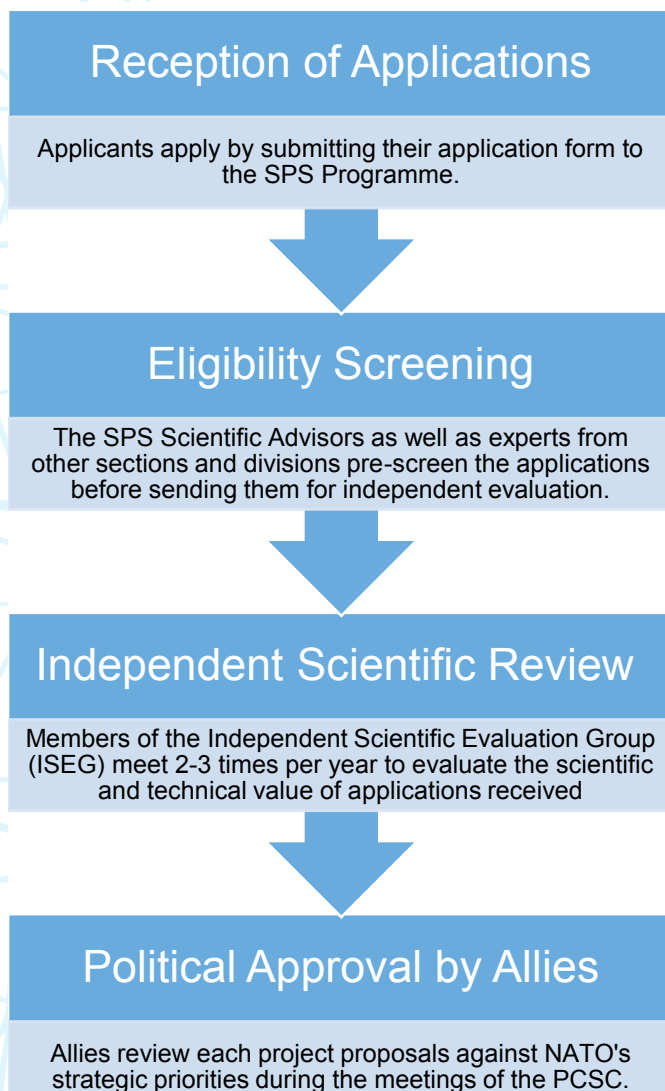 Reception of Applications
Applicants apply by submitting their application form to
the SPS Programme.
Eligibility Screening
The SPS Scientific Advisors as well as experts from
other sections and divisions pre-screen the applications
before sending them for independent evaluation.
Independent Scientific Review
Members of the Independent Scientific Evaluation Group
(ISEG) meet 2-3 times per year to evaluate the scientific
and technical value of applications received
Political Approval by Allies
Allies review each project proposals against NATO's
strategic priorities during the meetings of the PCSC.